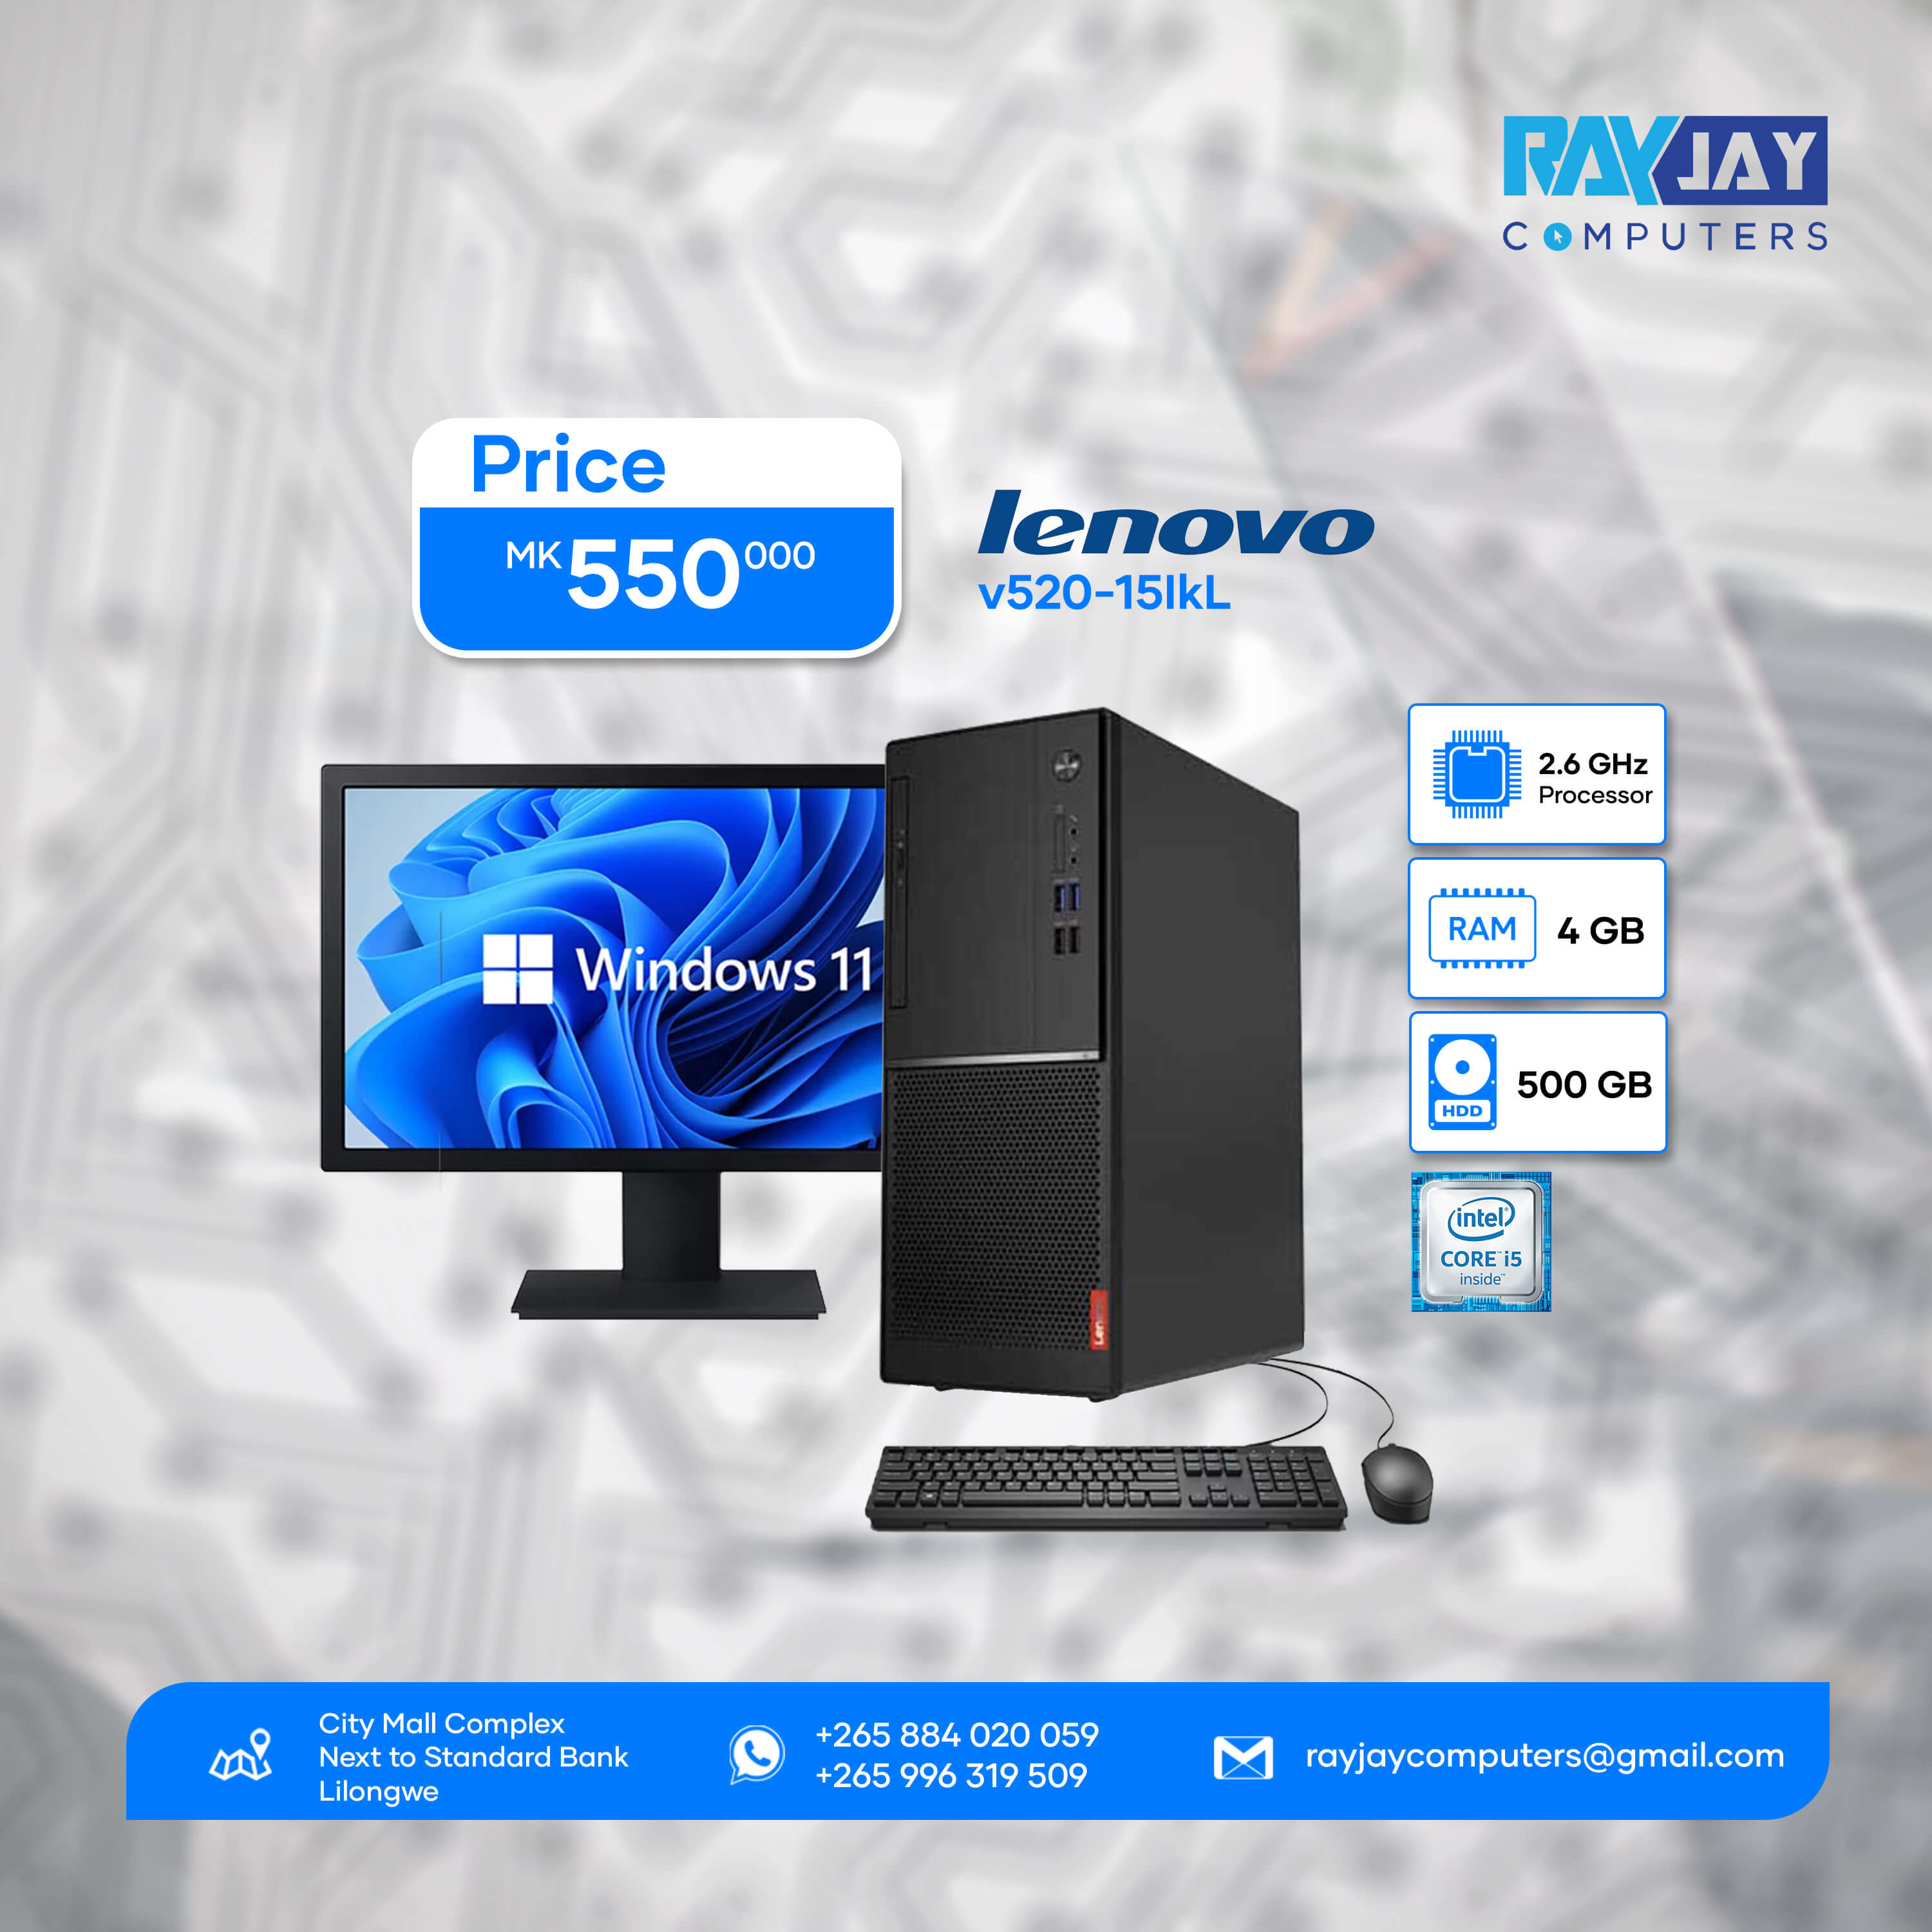 RAYJAY
COMPUTERS
Price
MK550000
lenovo
v520-15IkL
2.6 GHz
Processor
RAM 4 GB
HDD 500 GB
Windows 11
intel
CORE™ i5
inside™
City Mall Complex
Next to Standard Bank
Lilongwe
+265 884 020 059
+265 996 319 509
rayjaycomputers@gmail.com